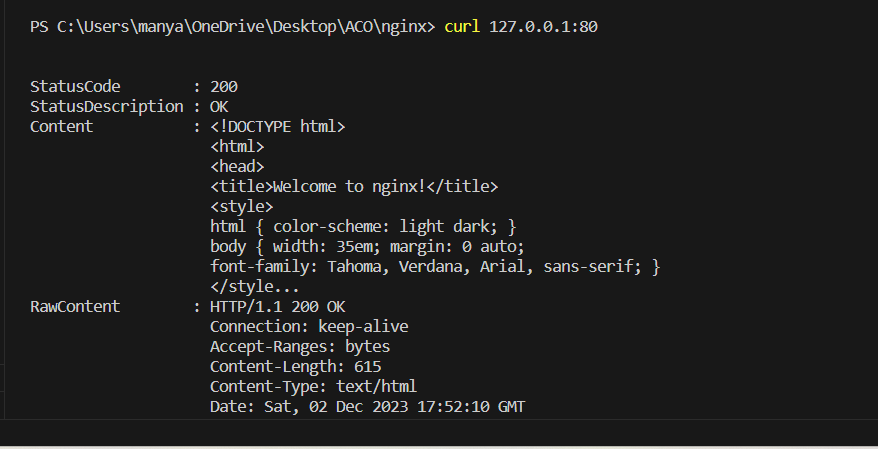 PS C:\Users\manya\OneDrive\Desktop\ACO\nginx> curl 127.0.0.1:80
StatusCode        : 200
StatusDescription : OK
Content           : <!DOCTYPE html>
                    <html>
                    <head>
                    <title>Welcome to nginx!</title>
                    <style>
                    html { color-scheme: light dark; }
                    body { width: 35em; margin: 0 auto;
                    font-family: Tahoma, Verdana, Arial, sans-serif; }
                    </style...
RawContent        : HTTP/1.1 200 OK
                    Connection: keep-alive
                    Accept-Ranges: bytes
                    Content-Length: 615
                    Content-Type: text/html
                    Date: Sat, 02 Dec 2023 17:52:10 GMT